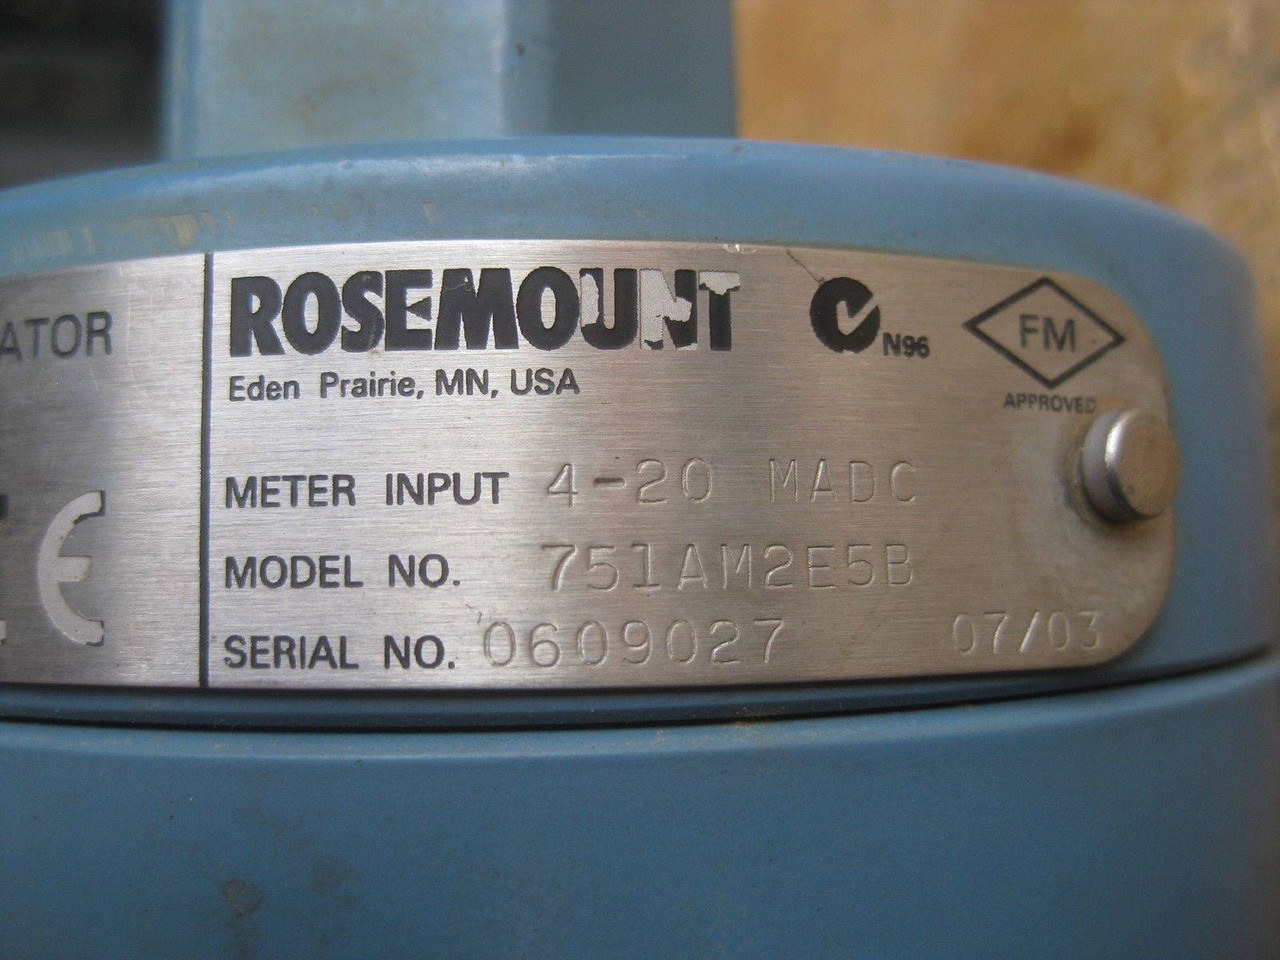 ATOR
CE
ROSEMOUNT
N96
FM
APPROVED
Eden Prairie, MN, USA
METER INPUT 4-20 MADC
MODEL NO. 751AM2E5B
SERIAL NO. 0609027 07/03